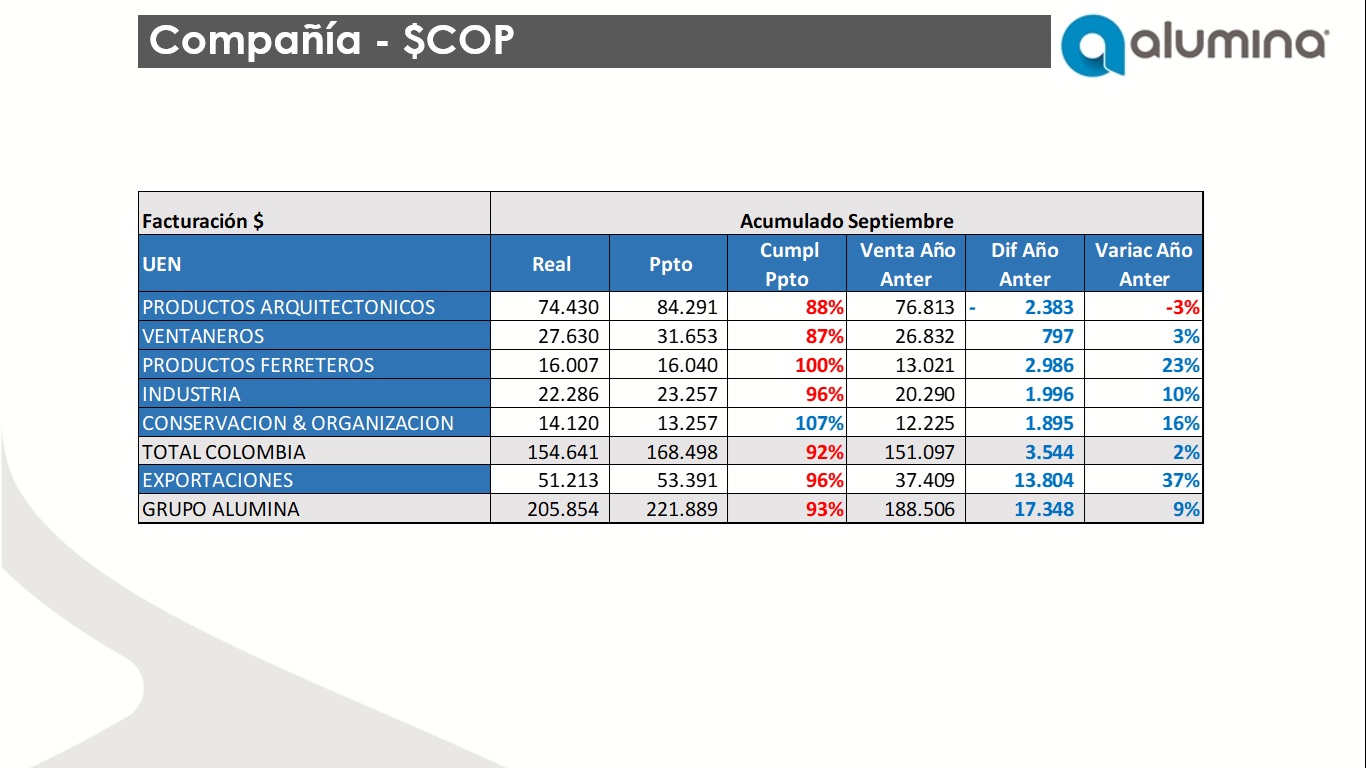 Compañía - $COP
alumina
Facturación $ Acumulado Septiembre
UEN Real Ppto Cumpl Ppto Venta Año Anter Dif Año Anter Variac Año Anter
PRODUCTOS ARQUITECTONICOS 74.430 84.291 88% 76.813 - 2.383 -3%
VENTANEROS 27.630 31.653 87% 26.832 797 3%
PRODUCTOS FERRETEROS 16.007 16.040 100% 13.021 2.986 23%
INDUSTRIA 22.286 23.257 96% 20.290 1.996 10%
CONSERVACION & ORGANIZACION 14.120 13.257 107% 12.225 1.895 16%
TOTAL COLOMBIA 154.641 168.498 92% 151.097 3.544 2%
EXPORTACIONES 51.213 53.391 96% 37.409 13.804 37%
GRUPO ALUMINA 205.854 221.889 93% 188.506 17.348 9%